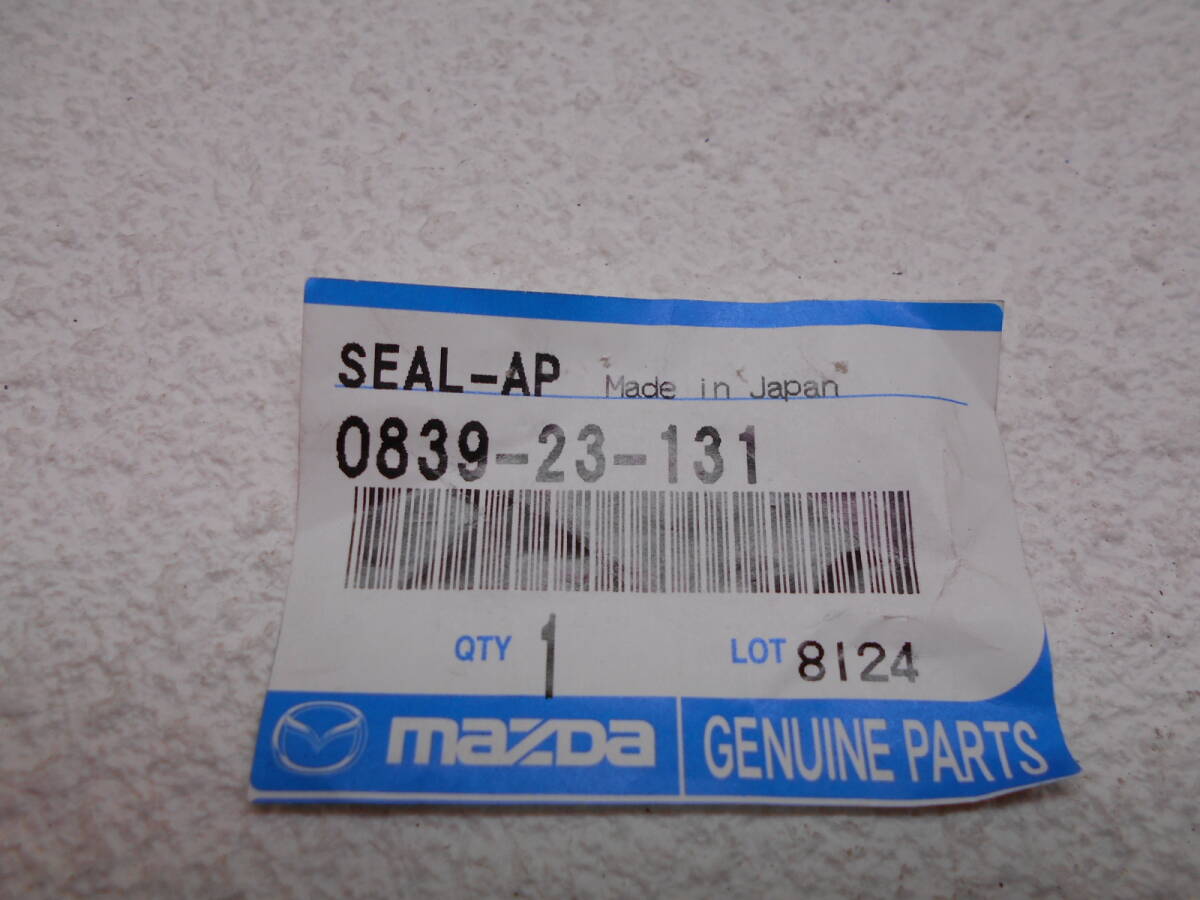 SEAL-AP Made in Japan
0839-23-131
QTY 1 LOT 8124
mazda GENUINE PARTS